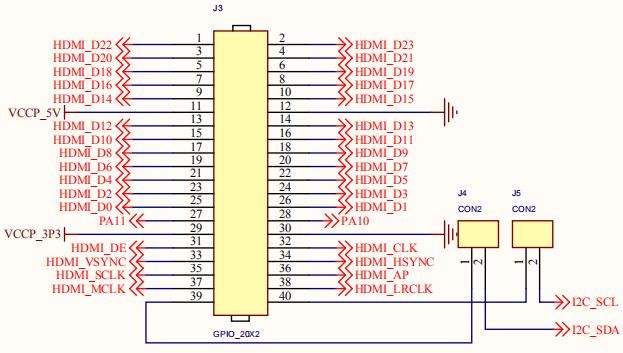 J3
HDMI_D22 1 2 HDMI_D23
HDMI_D20 3 4 HDMI_D21
HDMI_D18 5 6 HDMI_D19
HDMI_D16 7 8 HDMI_D17
HDMI_D14 9 10 HDMI_D15
VCCP_5V 11 12
HDMI_D12 13 14 HDMI_D13
HDMI_D10 15 16 HDMI_D11
HDMI_D8 17 18 HDMI_D9
HDMI_D6 19 20 HDMI_D7
HDMI_D4 21 22 HDMI_D5
HDMI_D2 23 24 HDMI_D3
HDMI_D0 25 26 HDMI_D1
PA11 27 28 PA10
VCCP_3P3 29 30
HDMI_DE 31 32 HDMI_CLK
HDMI_VSYNC 33 34 HDMI_HSYNC
HDMI_SCLK 35 36 HDMI_AP
HDMI_MCLK 37 38 HDMI_LRCLK
39 40
GPIO_20X2
J4 J5
CON2 CON2
1 2 1 2
I2C_SCL
I2C_SDA